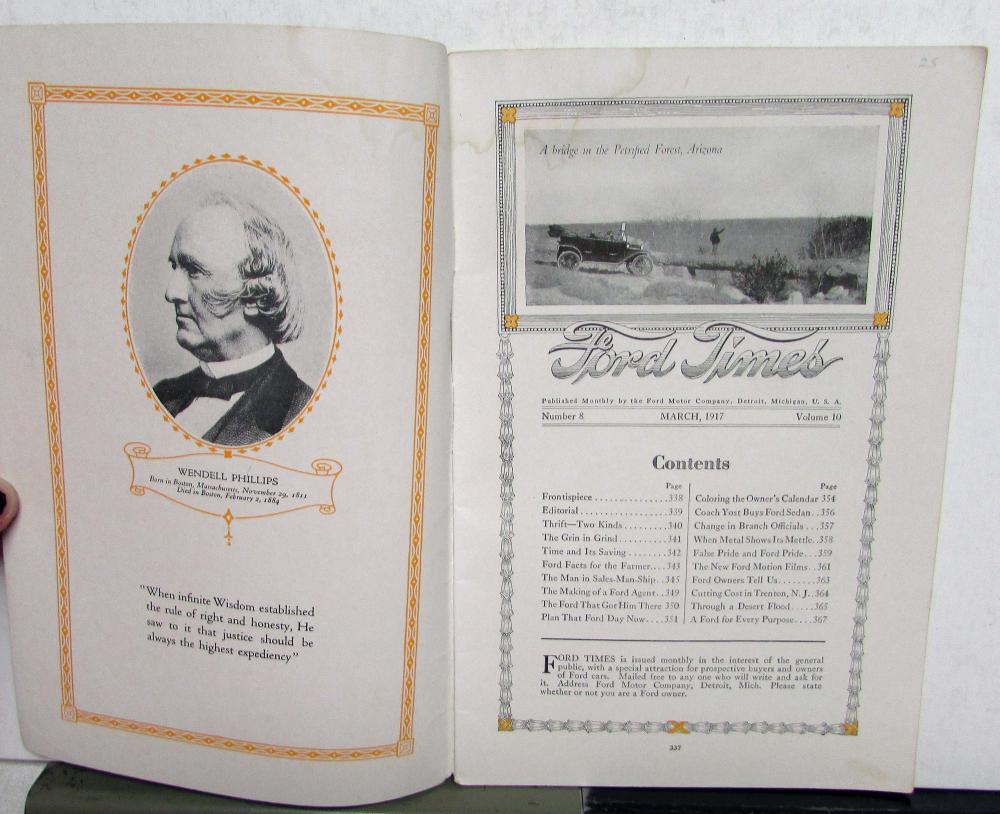 WENDELL PHILLIPS
Born in Boston, Massachusetts, November 29, 1811
Died in Boston, February 2, 1884
"When infinite Wisdom established
the rule of right and honesty, He
saw to it that justice should be
always the highest expediency"
25
A bridge in the Petrified Forest, Arizona
Ford Times
Published Monthly by the Ford Motor Company, Detroit, Michigan, U. S. A.
Number 8 MARCH, 1917 Volume 10
Contents
Page
Frontispiece . . . . . . . . . . . . . 338
Editorial . . . . . . . . . . . . . . . . 339
Thrift—Two Kinds . . . . . . . . . 340
The Grin in Grind . . . . . . . . . . 341
Time and Its Saving . . . . . . . . 342
Ford Facts for the Farmer. . . . 343
The Man in Sales-Man-Ship. . 345
The Making of a Ford Agent. . 349
The Ford That Got Him There 350
Plan That Ford Day Now. . . . 351
Page
Coloring the Owner's Calendar 354
Coach Yost Buys Ford Sedan. . 356
Change in Branch Officials . . . 357
When Metal Shows Its Mettle. . 358
False Pride and Ford Pride. . . 359
The New Ford Motion Films. . 361
Ford Owners Tell Us. . . . . . . . 363
Cutting Cost in Trenton, N. J. . 364
Through a Desert Flood. . . . . 365
A Ford for Every Purpose. . . . 367
FORD TIMES is issued monthly in the interest of the general
public, with a special attraction for prospective buyers and owners
of Ford cars. Mailed free to any one who will write and ask for
it. Address Ford Motor Company, Detroit, Mich. Please state
whether or not you are a Ford owner.
337